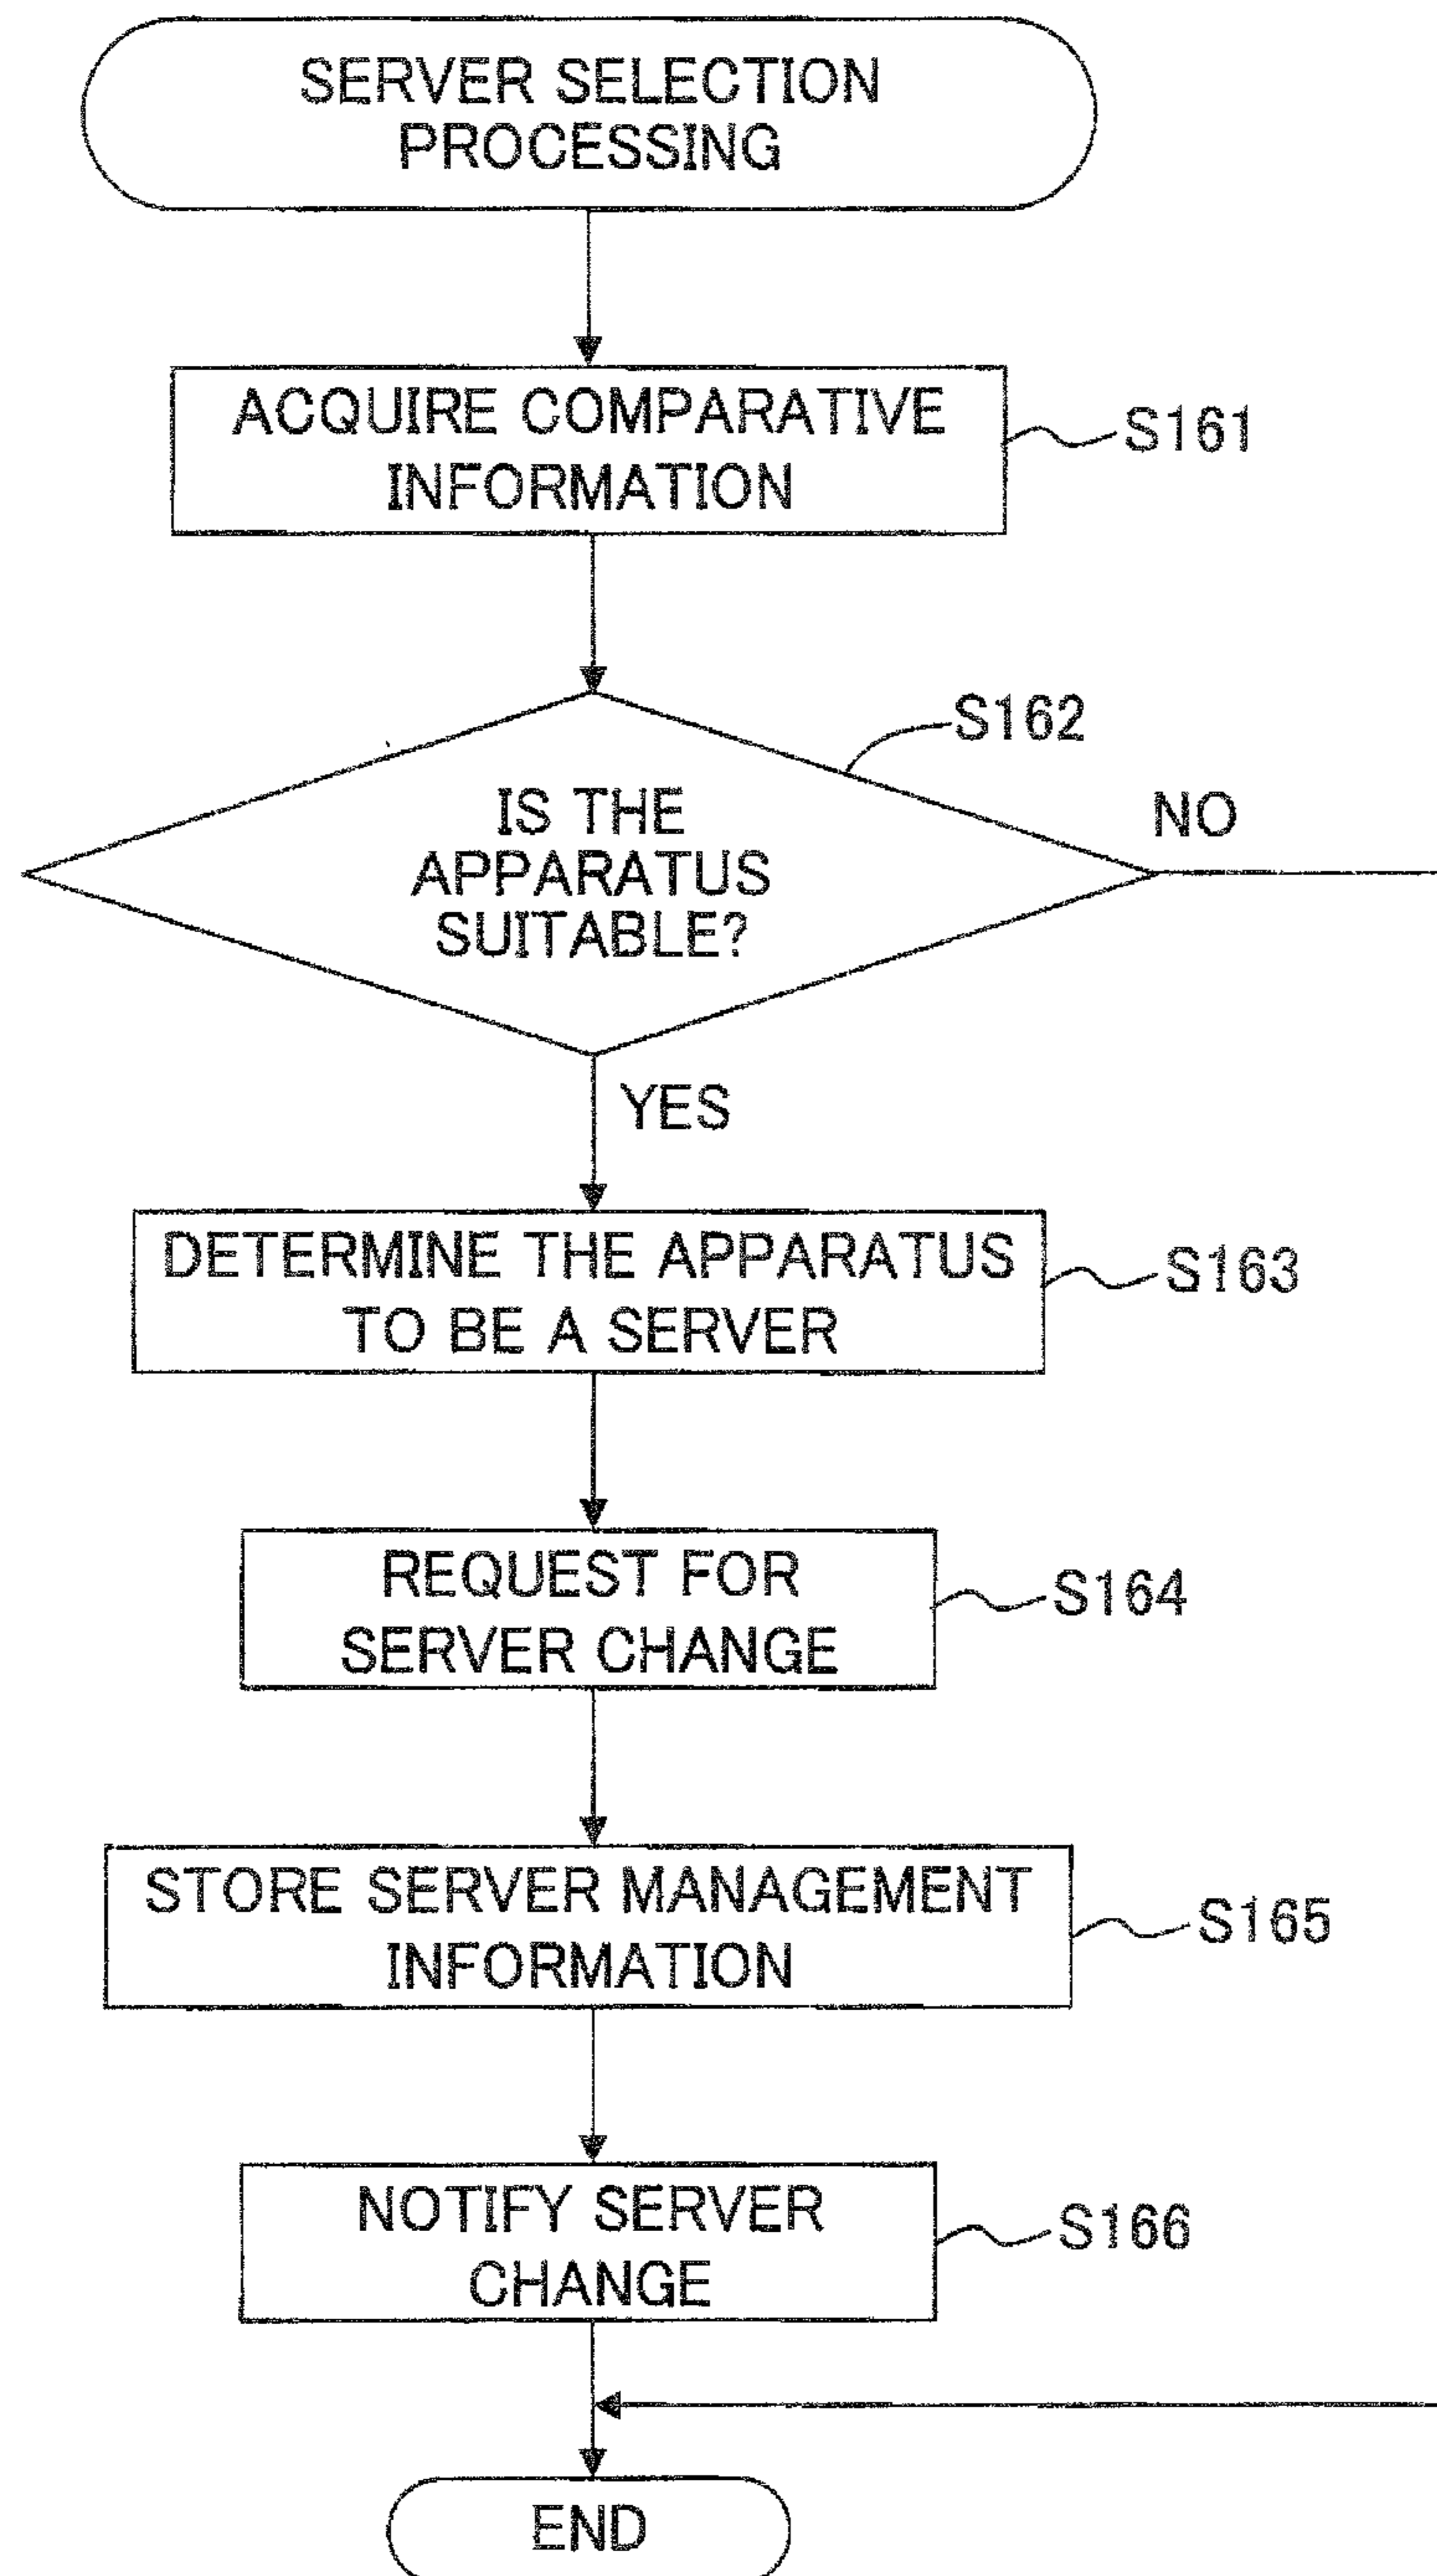 SERVER SELECTION
PROCESSING
ACQUIRE COMPARATIVE
INFORMATION
S161
S162
IS THE
APPARATUS
SUITABLE?
NO
YES
DETERMINE THE APPARATUS
TO BE A SERVER
S163
REQUEST FOR
SERVER CHANGE
S164
STORE SERVER MANAGEMENT
INFORMATION
S165
NOTIFY SERVER
CHANGE
S166
END